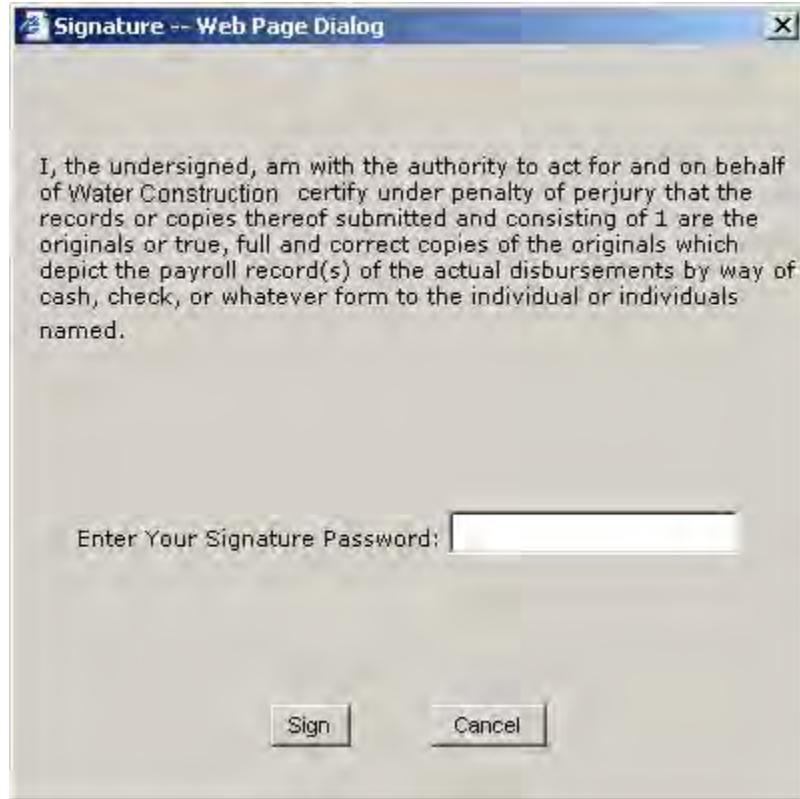 Signature -- Web Page Dialog
I, the undersigned, am with the authority to act for and on behalf
of Water Construction certify under penalty of perjury that the
records or copies thereof submitted and consisting of 1 are the
originals or true, full and correct copies of the originals which
depict the payroll record(s) of the actual disbursements by way of
cash, check, or whatever form to the individual or individuals
named.
Enter Your Signature Password:
Sign Cancel